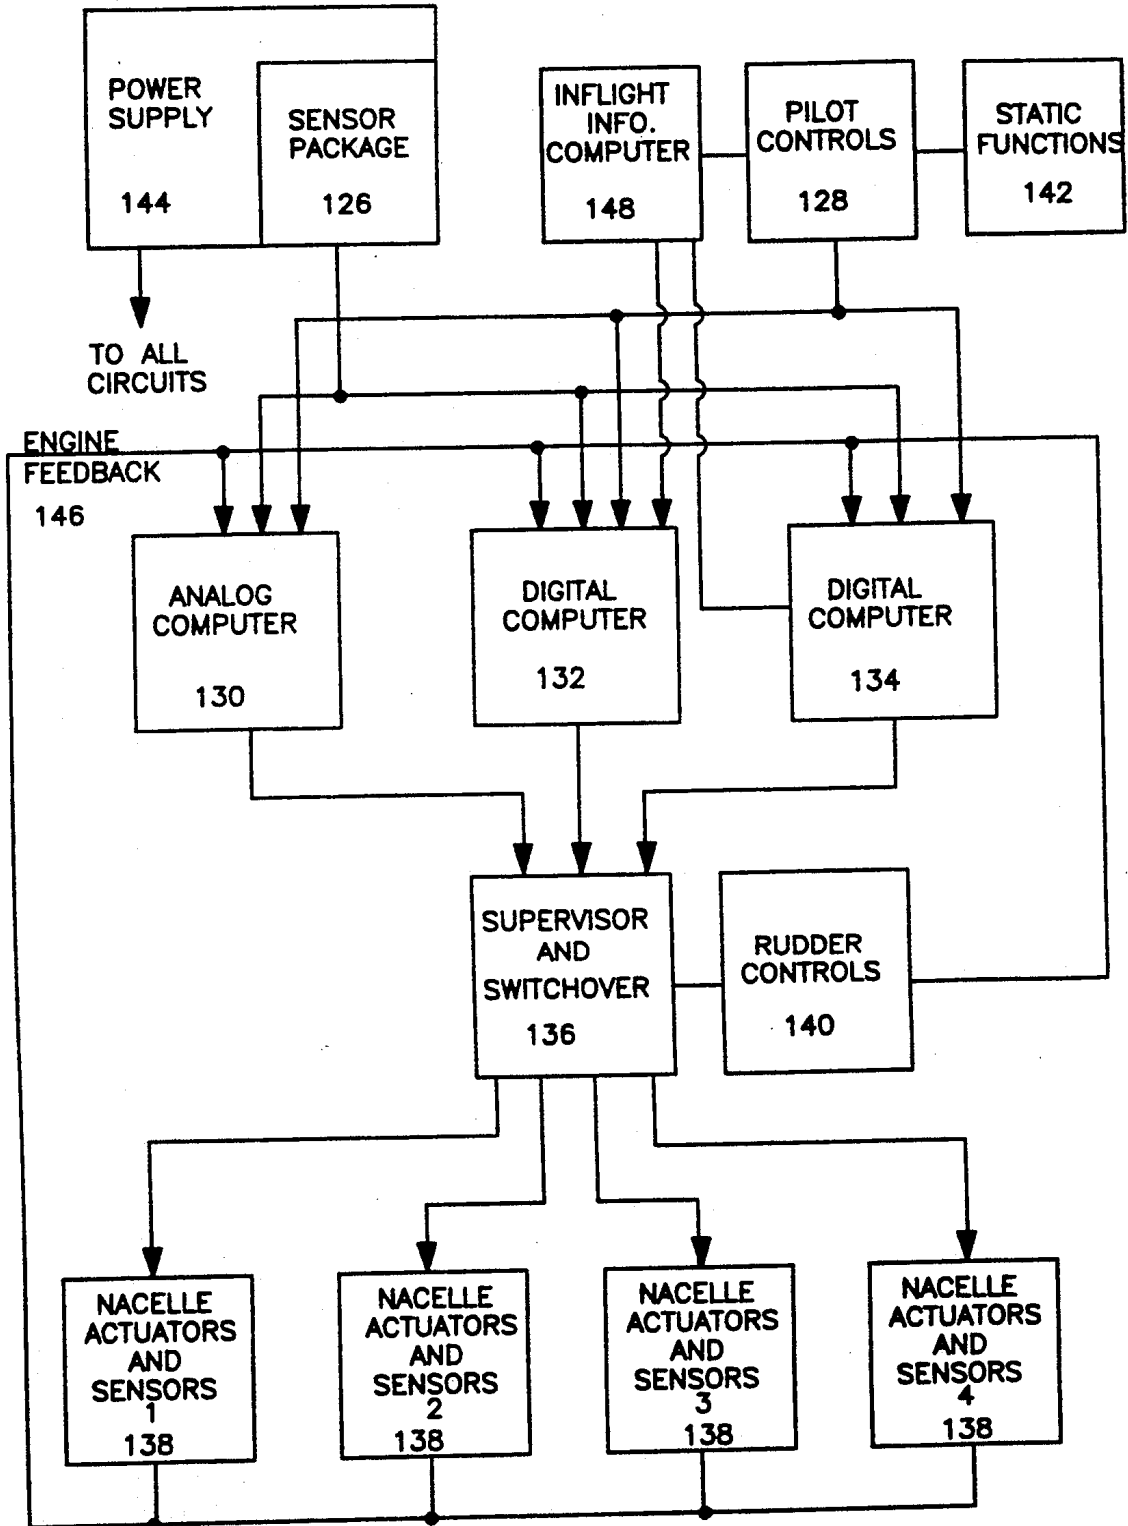 POWER
SUPPLY
144
SENSOR
PACKAGE
126
INFLIGHT
INFO.
COMPUTER
148
PILOT
CONTROLS
128
STATIC
FUNCTIONS
142
TO ALL
CIRCUITS
ENGINE
FEEDBACK
146
ANALOG
COMPUTER
130
DIGITAL
COMPUTER
132
DIGITAL
COMPUTER
134
SUPERVISOR
AND
SWITCHOVER
136
RUDDER
CONTROLS
140
NACELLE
ACTUATORS
AND
SENSORS
1
138
NACELLE
ACTUATORS
AND
SENSORS
2
138
NACELLE
ACTUATORS
AND
SENSORS
3
138
NACELLE
ACTUATORS
AND
SENSORS
4
138